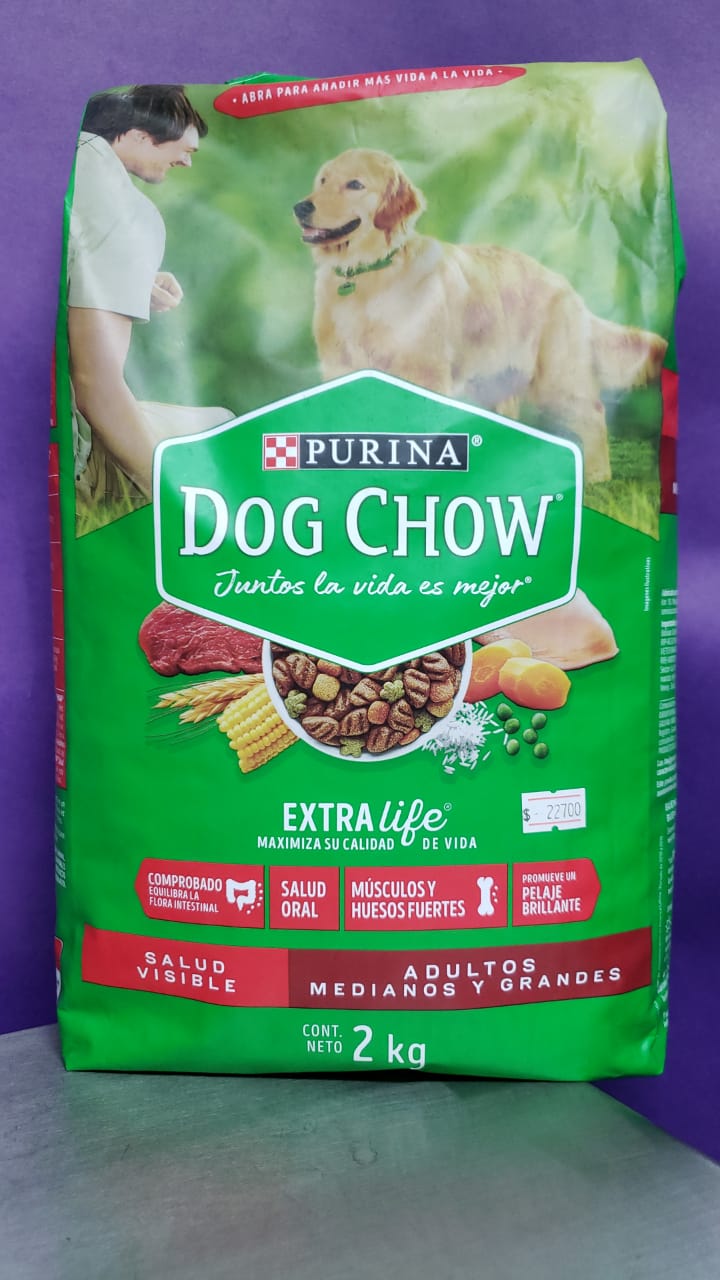 • ABRA PARA AÑADIR MÁS VIDA A LA VIDA •
PURINA®
DOG CHOW®
Juntos la vida es mejor®
Imágenes Ilustrativas
EXTRA life®
MAXIMIZA SU CALIDAD DE VIDA
$ - 22700
COMPROBADO
EQUILIBRA LA
FLORA INTESTINAL
SALUD
ORAL
MÚSCULOS Y
HUESOS FUERTES
PROMUEVE UN
PELAJE
BRILLANTE
SALUD
VISIBLE
ADULTOS
MEDIANOS Y GRANDES
CONT.
NETO 2 kg